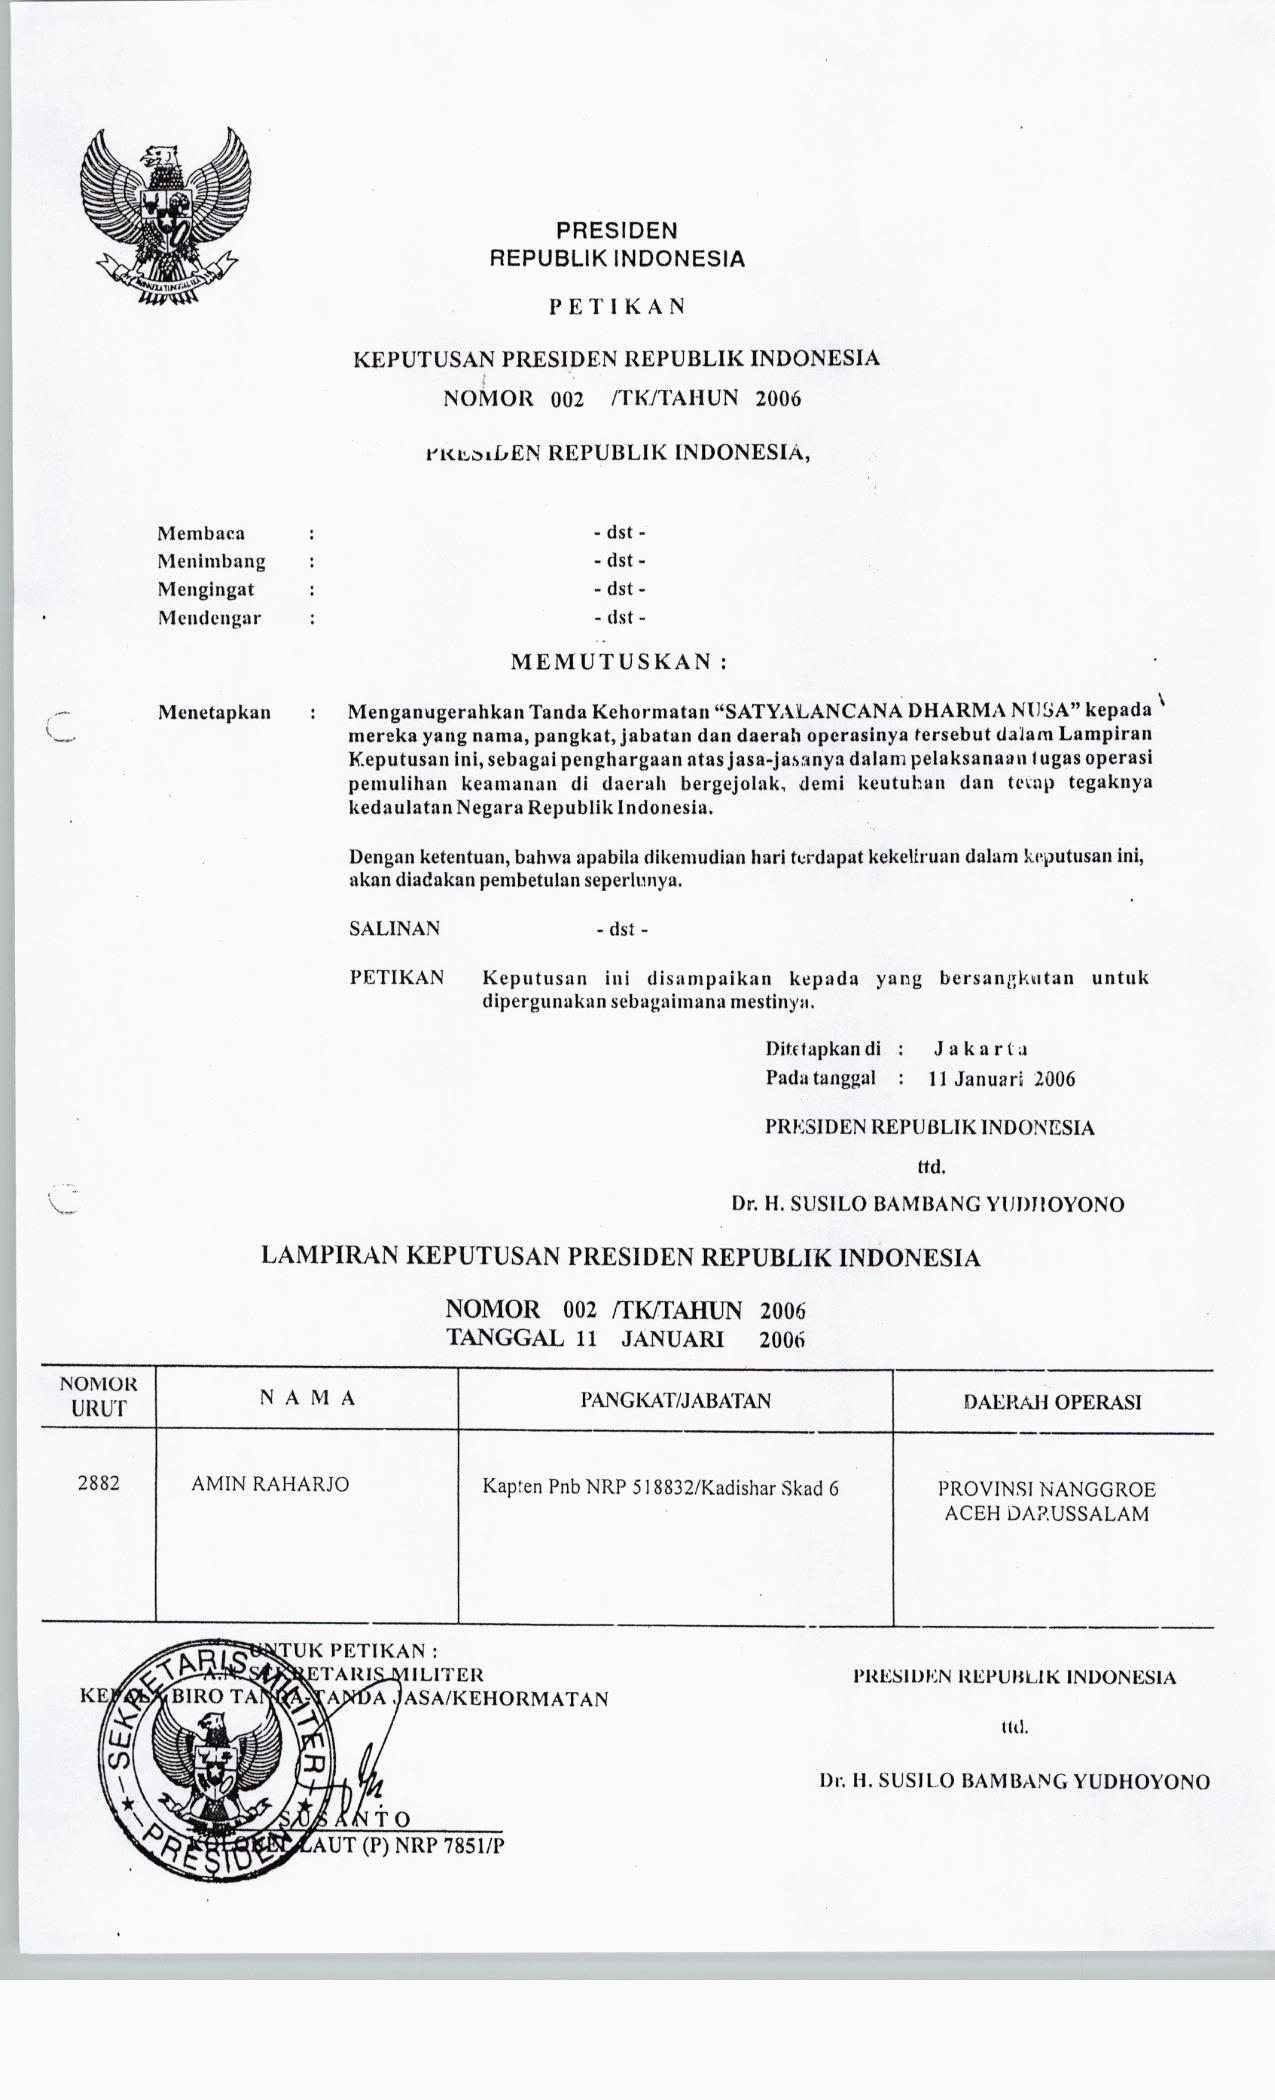 PRESIDEN
REPUBLIK INDONESIA
P E T I K A N
KEPUTUSAN PRESIDEN REPUBLIK INDONESIA
NOMOR 002 /TK/TAHUN 2006
PRESIDEN REPUBLIK INDONESIA,
Membaca : - dst -
Menimbang : - dst -
Mengingat : - dst -
Mendengar : - dst -
MEMUTUSKAN :
Menetapkan : Menganugerahkan Tanda Kehormatan “SATYALANCANA DHARMA NUSA” kepada
mereka yang nama, pangkat, jabatan dan daerah operasinya tersebut dalam Lampiran
Keputusan ini, sebagai penghargaan atas jasa-jasanya dalam pelaksanaan tugas operasi
pemulihan keamanan di daerah bergejolak, demi keutuhan dan tetap tegaknya
kedaulatan Negara Republik Indonesia.
Dengan ketentuan, bahwa apabila dikemudian hari terdapat kekeliruan dalam keputusan ini,
akan diadakan pembetulan seperlunya.
SALINAN - dst -
PETIKAN Keputusan ini disampaikan kepada yang bersangkutan untuk
dipergunakan sebagaimana mestinya.
Ditetapkan di : J a k a r t a
Pada tanggal : 11 Januari 2006
PRESIDEN REPUBLIK INDONESIA
ttd.
Dr. H. SUSILO BAMBANG YUDHOYONO
LAMPIRAN KEPUTUSAN PRESIDEN REPUBLIK INDONESIA
NOMOR 002 /TK/TAHUN 2006
TANGGAL 11 JANUARI 2006
NOMOR URUT N A M A PANGKAT/JABATAN DAERAH OPERASI
2882 AMIN RAHARJO Kapten Pnb NRP 518832/Kadishar Skad 6 PROVINSI NANGGROE
ACEH DARUSSALAM
UNTUK PETIKAN :
A.N. SEKRETARIS MILITER
KEPALA BIRO TANDA-TANDA JASA/KEHORMATAN
SEKRETARIS MILITER
PRESIDEN
S U S A N T O
KOLONEL LAUT (P) NRP 7851/P
PRESIDEN REPUBLIK INDONESIA
ttd.
Dr. H. SUSILO BAMBANG YUDHOYONO